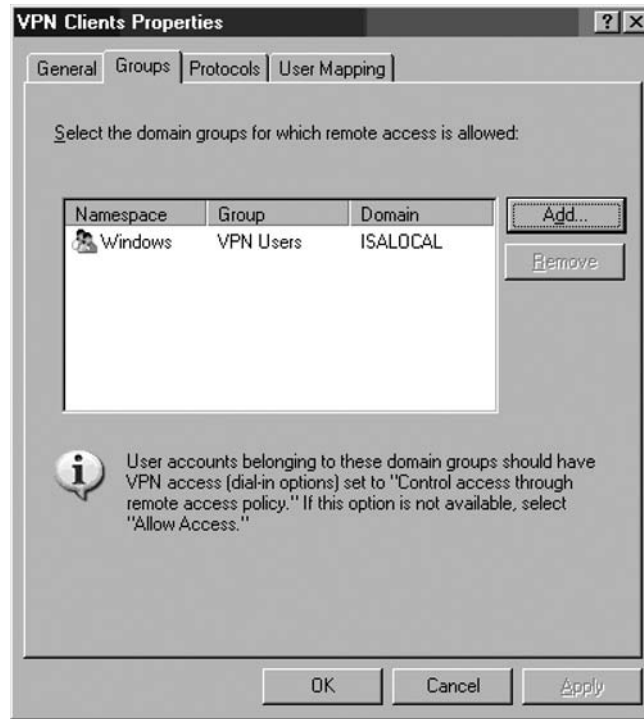 VPN Clients Properties
General Groups Protocols User Mapping
Select the domain groups for which remote access is allowed:
Namespace Group Domain
Windows VPN Users ISALOCAL
Add...
Remove
User accounts belonging to these domain groups should have
VPN access (dial-in options) set to "Control access through
remote access policy." If this option is not available, select
"Allow Access."
OK Cancel Apply